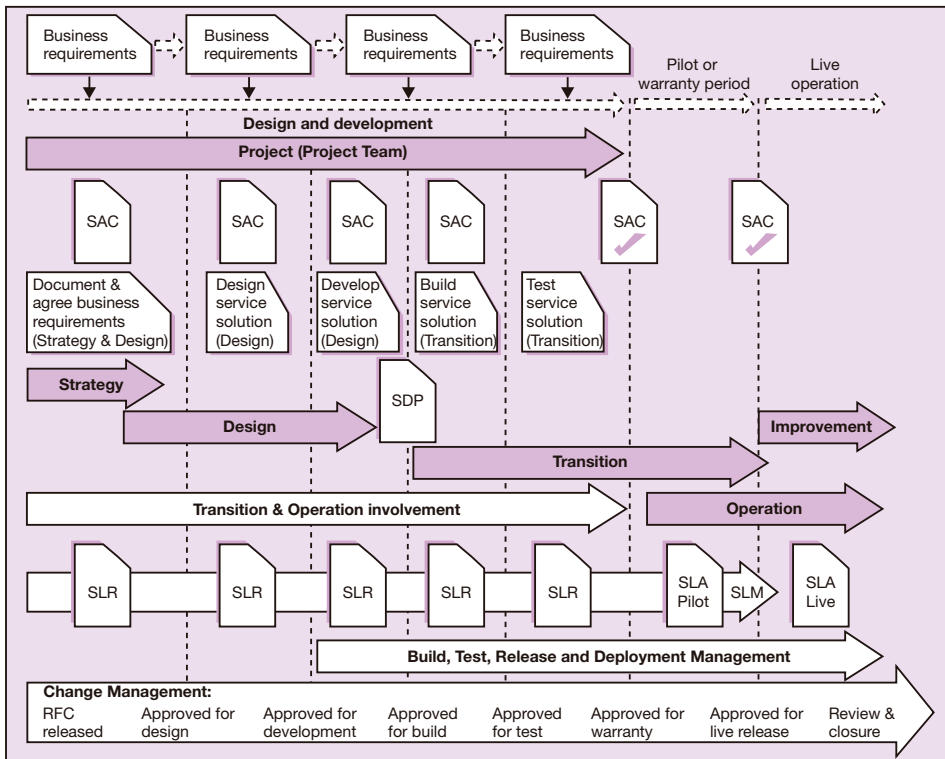 Business
requirements
Business
requirements
Business
requirements
Business
requirements
Pilot or
warranty period
Live
operation
Design and development
Project (Project Team)
SAC
SAC
SAC
SAC
SAC
SAC
Document &
agree business
requirements
(Strategy & Design)
Design
service
solution
(Design)
Develop
service
solution
(Design)
Build
service
solution
(Transition)
Test
service
solution
(Transition)
Strategy
SDP
Design
Improvement
Transition
Transition & Operation involvement
Operation
SLR
SLR
SLR
SLR
SLR
SLA
Pilot
SLM
SLA
Live
Build, Test, Release and Deployment Management
Change Management:
RFC
released
Approved for
design
Approved for
development
Approved
for build
Approved
for test
Approved for
warranty
Approved for
live release
Review &
closure